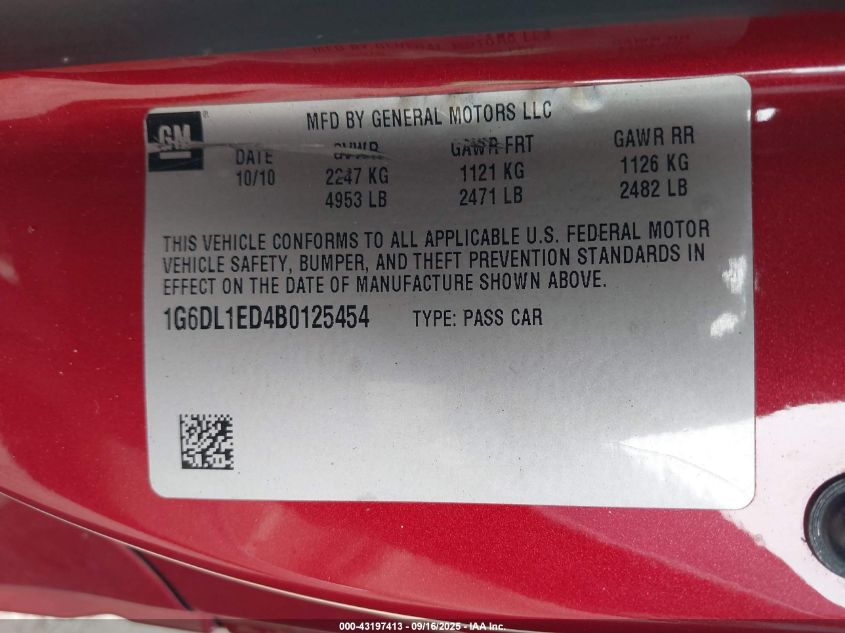 MFD BY GENERAL MOTORS LLC
GM
DATE GVWR GAWR FRT GAWR RR
10/10 2247 KG 1121 KG 1126 KG
4953 LB 2471 LB 2482 LB
THIS VEHICLE CONFORMS TO ALL APPLICABLE U.S. FEDERAL MOTOR
VEHICLE SAFETY, BUMPER, AND THEFT PREVENTION STANDARDS IN
EFFECT ON THE DATE OF MANUFACTURE SHOWN ABOVE.
1G6DL1ED4B0125454 TYPE: PASS CAR
000-43197413 - 09/16/2025 - IAA Inc.